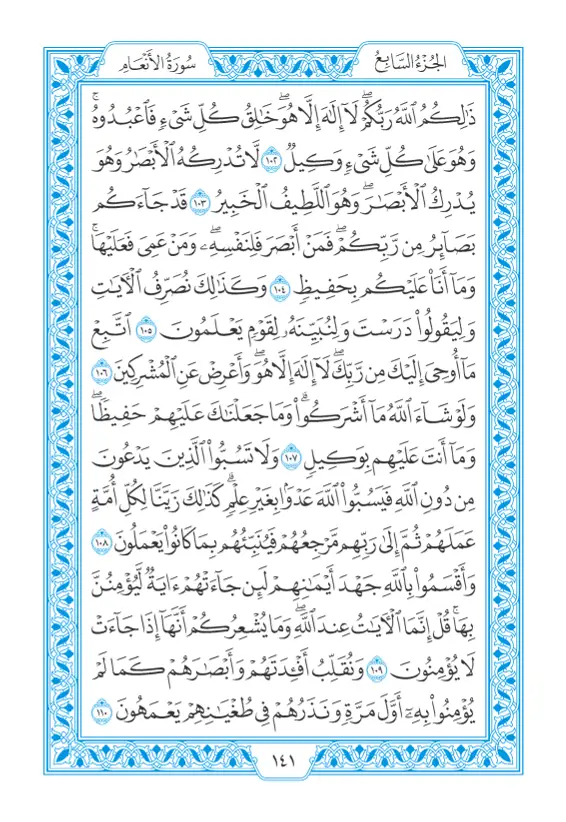 الجُزْءُ السَّابِعُ
سُورَةُ الأَنْعَامِ
ذَٰلِكُمُ ٱللَّهُ رَبُّكُمْۖ لَآ إِلَٰهَ إِلَّا هُوَۖ خَٰلِقُ كُلِّ شَىْءٍ فَٱعْبُدُوهُۚ
وَهُوَ عَلَىٰ كُلِّ شَىْءٍ وَكِيلٌ ١٠٢ لَّا تُدْرِكُهُ ٱلْأَبْصَٰرُ وَهُوَ
يُدْرِكُ ٱلْأَبْصَٰرَۖ وَهُوَ ٱللَّطِيفُ ٱلْخَبِيرُ ١٠٣ قَدْ جَآءَكُم
بَصَآئِرُ مِن رَّبِّكُمْۖ فَمَنْ أَبْصَرَ فَلِنَفْسِهِۦۖ وَمَنْ عَمِىَ فَعَلَيْهَاۚ
وَمَآ أَنَا۠ عَلَيْكُم بِحَفِيظٍ ١٠٤ وَكَذَٰلِكَ نُصَرِّفُ ٱلْءَايَٰتِ
وَلِيَقُولُوا۟ دَرَسْتَ وَلِنُبَيِّنَهُۥ لِقَوْمٍ يَعْلَمُونَ ١٠٥ ٱتَّبِعْ
مَآ أُوحِىَ إِلَيْكَ مِن رَّبِّكَۖ لَآ إِلَٰهَ إِلَّا هُوَۖ وَأَعْرِضْ عَنِ ٱلْمُشْرِكِينَ ١٠٦
وَلَوْ شَآءَ ٱللَّهُ مَآ أَشْرَكُوا۟ۗ وَمَا جَعَلْنَٰكَ عَلَيْهِمْ حَفِيظًاۖ
وَمَآ أَنتَ عَلَيْهِم بِوَكِيلٍ ١٠٧ وَلَا تَسُبُّوا۟ ٱلَّذِينَ يَدْعُونَ
مِن دُونِ ٱللَّهِ فَيَسُبُّوا۟ ٱللَّهَ عَدْوًۢا بِغَيْرِ عِلْمٍۗ كَذَٰلِكَ زَيَّنَّا لِكُلِّ أُمَّةٍ
عَمَلَهُمْ ثُمَّ إِلَىٰ رَبِّهِم مَّرْجِعُهُمْ فَيُنَبِّئُهُم بِمَا كَانُوا۟ يَعْمَلُونَ ١٠٨
وَأَقْسَمُوا۟ بِٱللَّهِ جَهْدَ أَيْمَٰنِهِمْ لَئِن جَآءَتْهُمْ ءَايَةٌ لَّيُؤْمِنُنَّ
بِهَاۚ قُلْ إِنَّمَا ٱلْءَايَٰتُ عِندَ ٱللَّهِۖ وَمَا يُشْعِرُكُمْ أَنَّهَآ إِذَا جَآءَتْ
لَا يُؤْمِنُونَ ١٠٩ وَنُقَلِّبُ أَفْـِٔدَتَهُمْ وَأَبْصَٰرَهُمْ كَمَا لَمْ
يُؤْمِنُوا۟ بِهِۦٓ أَوَّلَ مَرَّةٍ وَنَذَرُهُمْ فِى طُغْيَٰنِهِمْ يَعْمَهُونَ ١١٠
١٤١